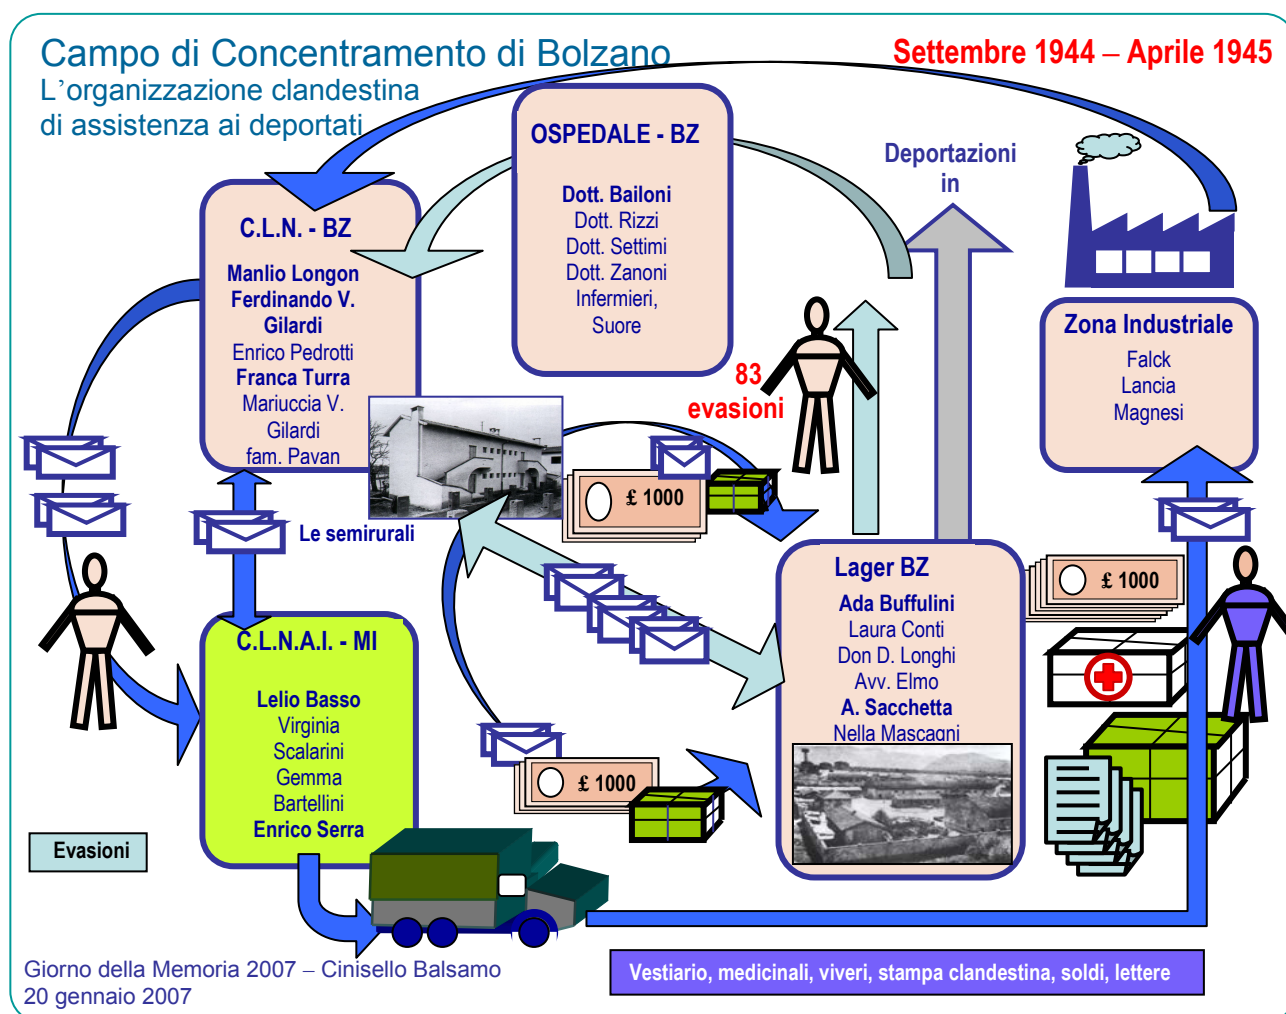 Campo di Concentramento di Bolzano
L'organizzazione clandestina
di assistenza ai deportati
Settembre 1944 – Aprile 1945
OSPEDALE - BZ
Dott. Bailoni
Dott. Rizzi
Dott. Settimi
Dott. Zanoni
Infermieri,
Suore
Deportazioni
in
C.L.N. - BZ
Manlio Longon
Ferdinando V.
Gilardi
Enrico Pedrotti
Franca Turra
Mariuccia V.
Gilardi
fam. Pavan
Zona Industriale
Falck
Lancia
Magnesi
83
evasioni
£ 1000
Le semirurali
Lager BZ
Ada Buffulini
Laura Conti
Don D. Longhi
Avv. Elmo
A. Sacchetta
Nella Mascagni
£ 1000
C.L.N.A.I. - MI
Lelio Basso
Virginia
Scalarini
Gemma
Bartellini
Enrico Serra
£ 1000
Evasioni
Giorno della Memoria 2007 – Cinisello Balsamo
20 gennaio 2007
Vestiario, medicinali, viveri, stampa clandestina, soldi, lettere